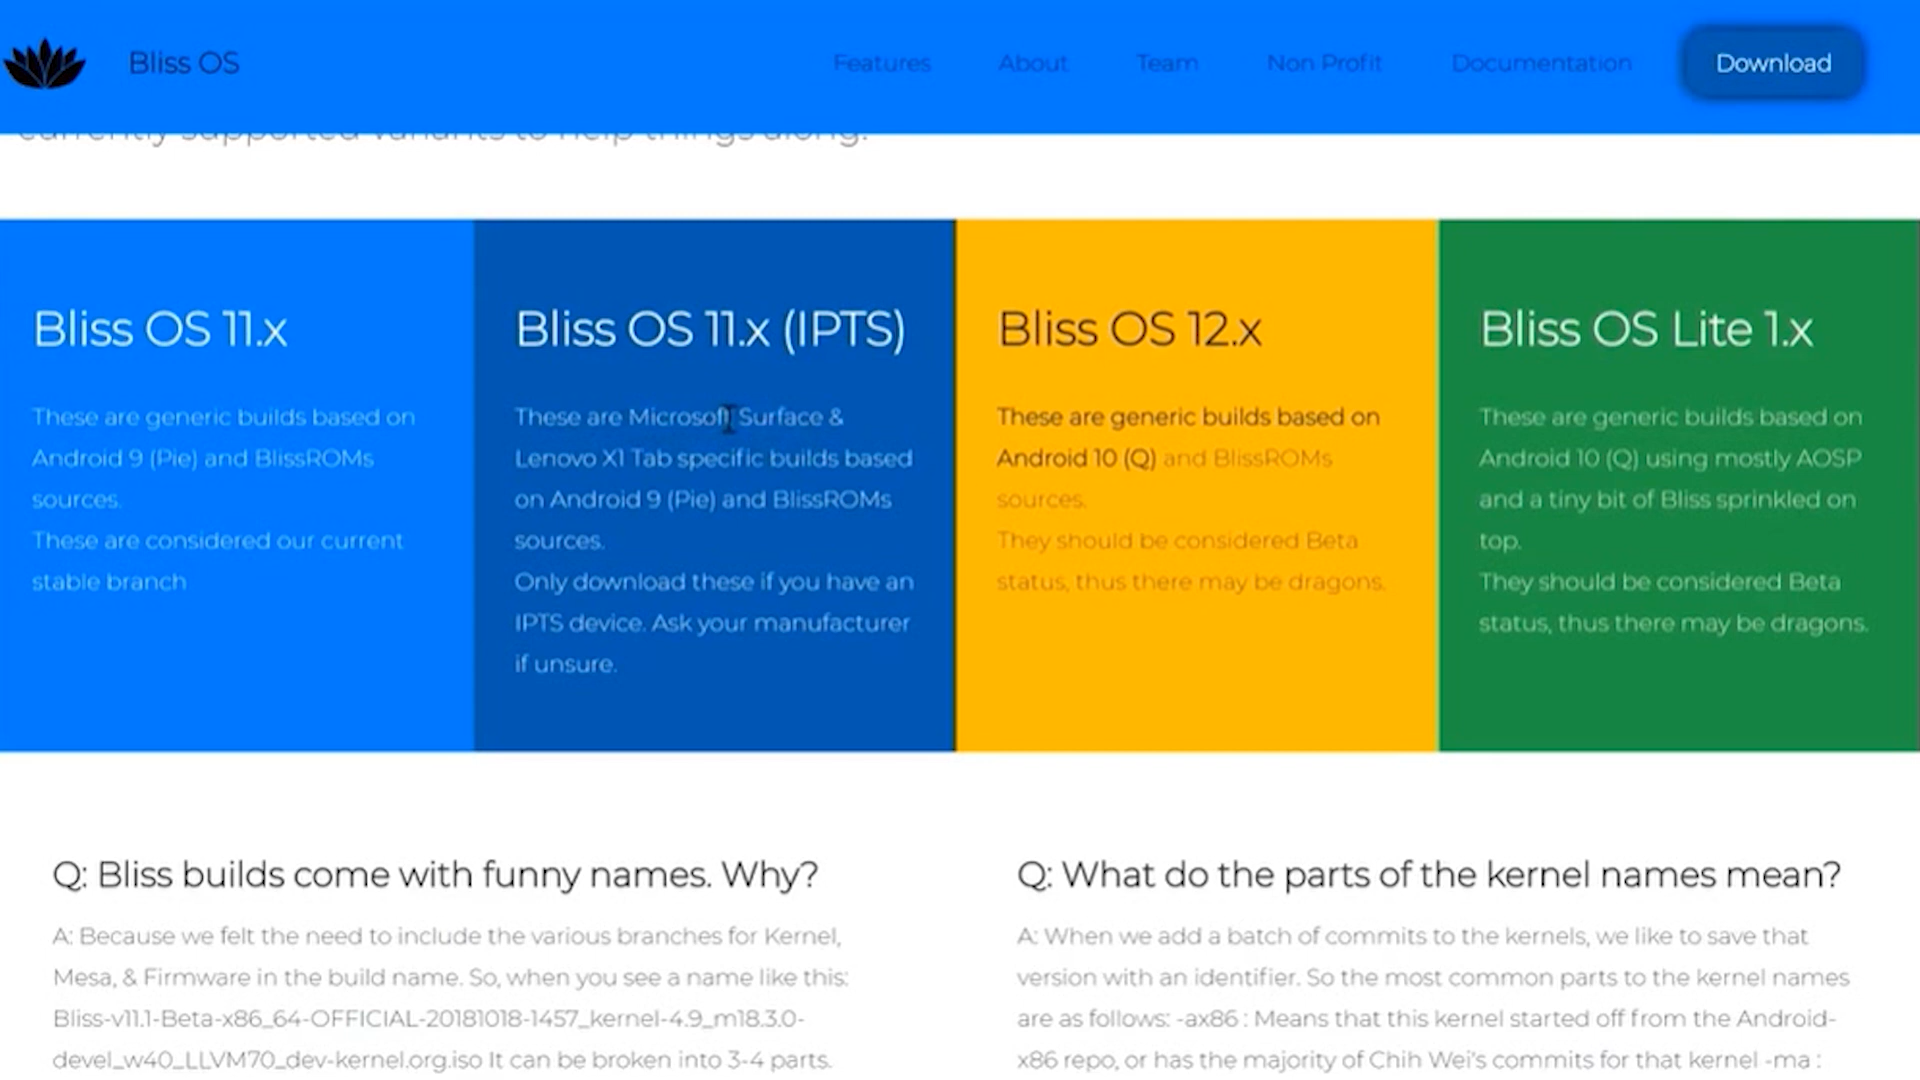 Bliss OS
Features About Team Non Profit Documentation Download
currently supported variants to help things along.
Bliss OS 11.x
These are generic builds based on
Android 9 (Pie) and BlissROMs
sources.
These are considered our current
stable branch
Bliss OS 11.x (IPTS)
These are Microsoft Surface &
Lenovo X1 Tab specific builds based
on Android 9 (Pie) and BlissROMs
sources.
Only download these if you have an
IPTS device. Ask your manufacturer
if unsure.
Bliss OS 12.x
These are generic builds based on
Android 10 (Q) and BlissROMs
sources.
They should be considered Beta
status, thus there may be dragons.
Bliss OS Lite 1.x
These are generic builds based on
Android 10 (Q) using mostly AOSP
and a tiny bit of Bliss sprinkled on
top.
They should be considered Beta
status, thus there may be dragons.
Q: Bliss builds come with funny names. Why?
A: Because we felt the need to include the various branches for Kernel,
Mesa, & Firmware in the build name. So, when you see a name like this:
Bliss-v11.1-Beta-x86_64-OFFICIAL-20181018-1457_kernel-4.9_m18.3.0-
devel_w40_LLVM70_dev-kernel.org.iso It can be broken into 3-4 parts.
Q: What do the parts of the kernel names mean?
A: When we add a batch of commits to the kernels, we like to save that
version with an identifier. So the most common parts to the kernel names
are as follows: -ax86 : Means that this kernel started off from the Android-
x86 repo, or has the majority of Chih Wei's commits for that kernel -ma :